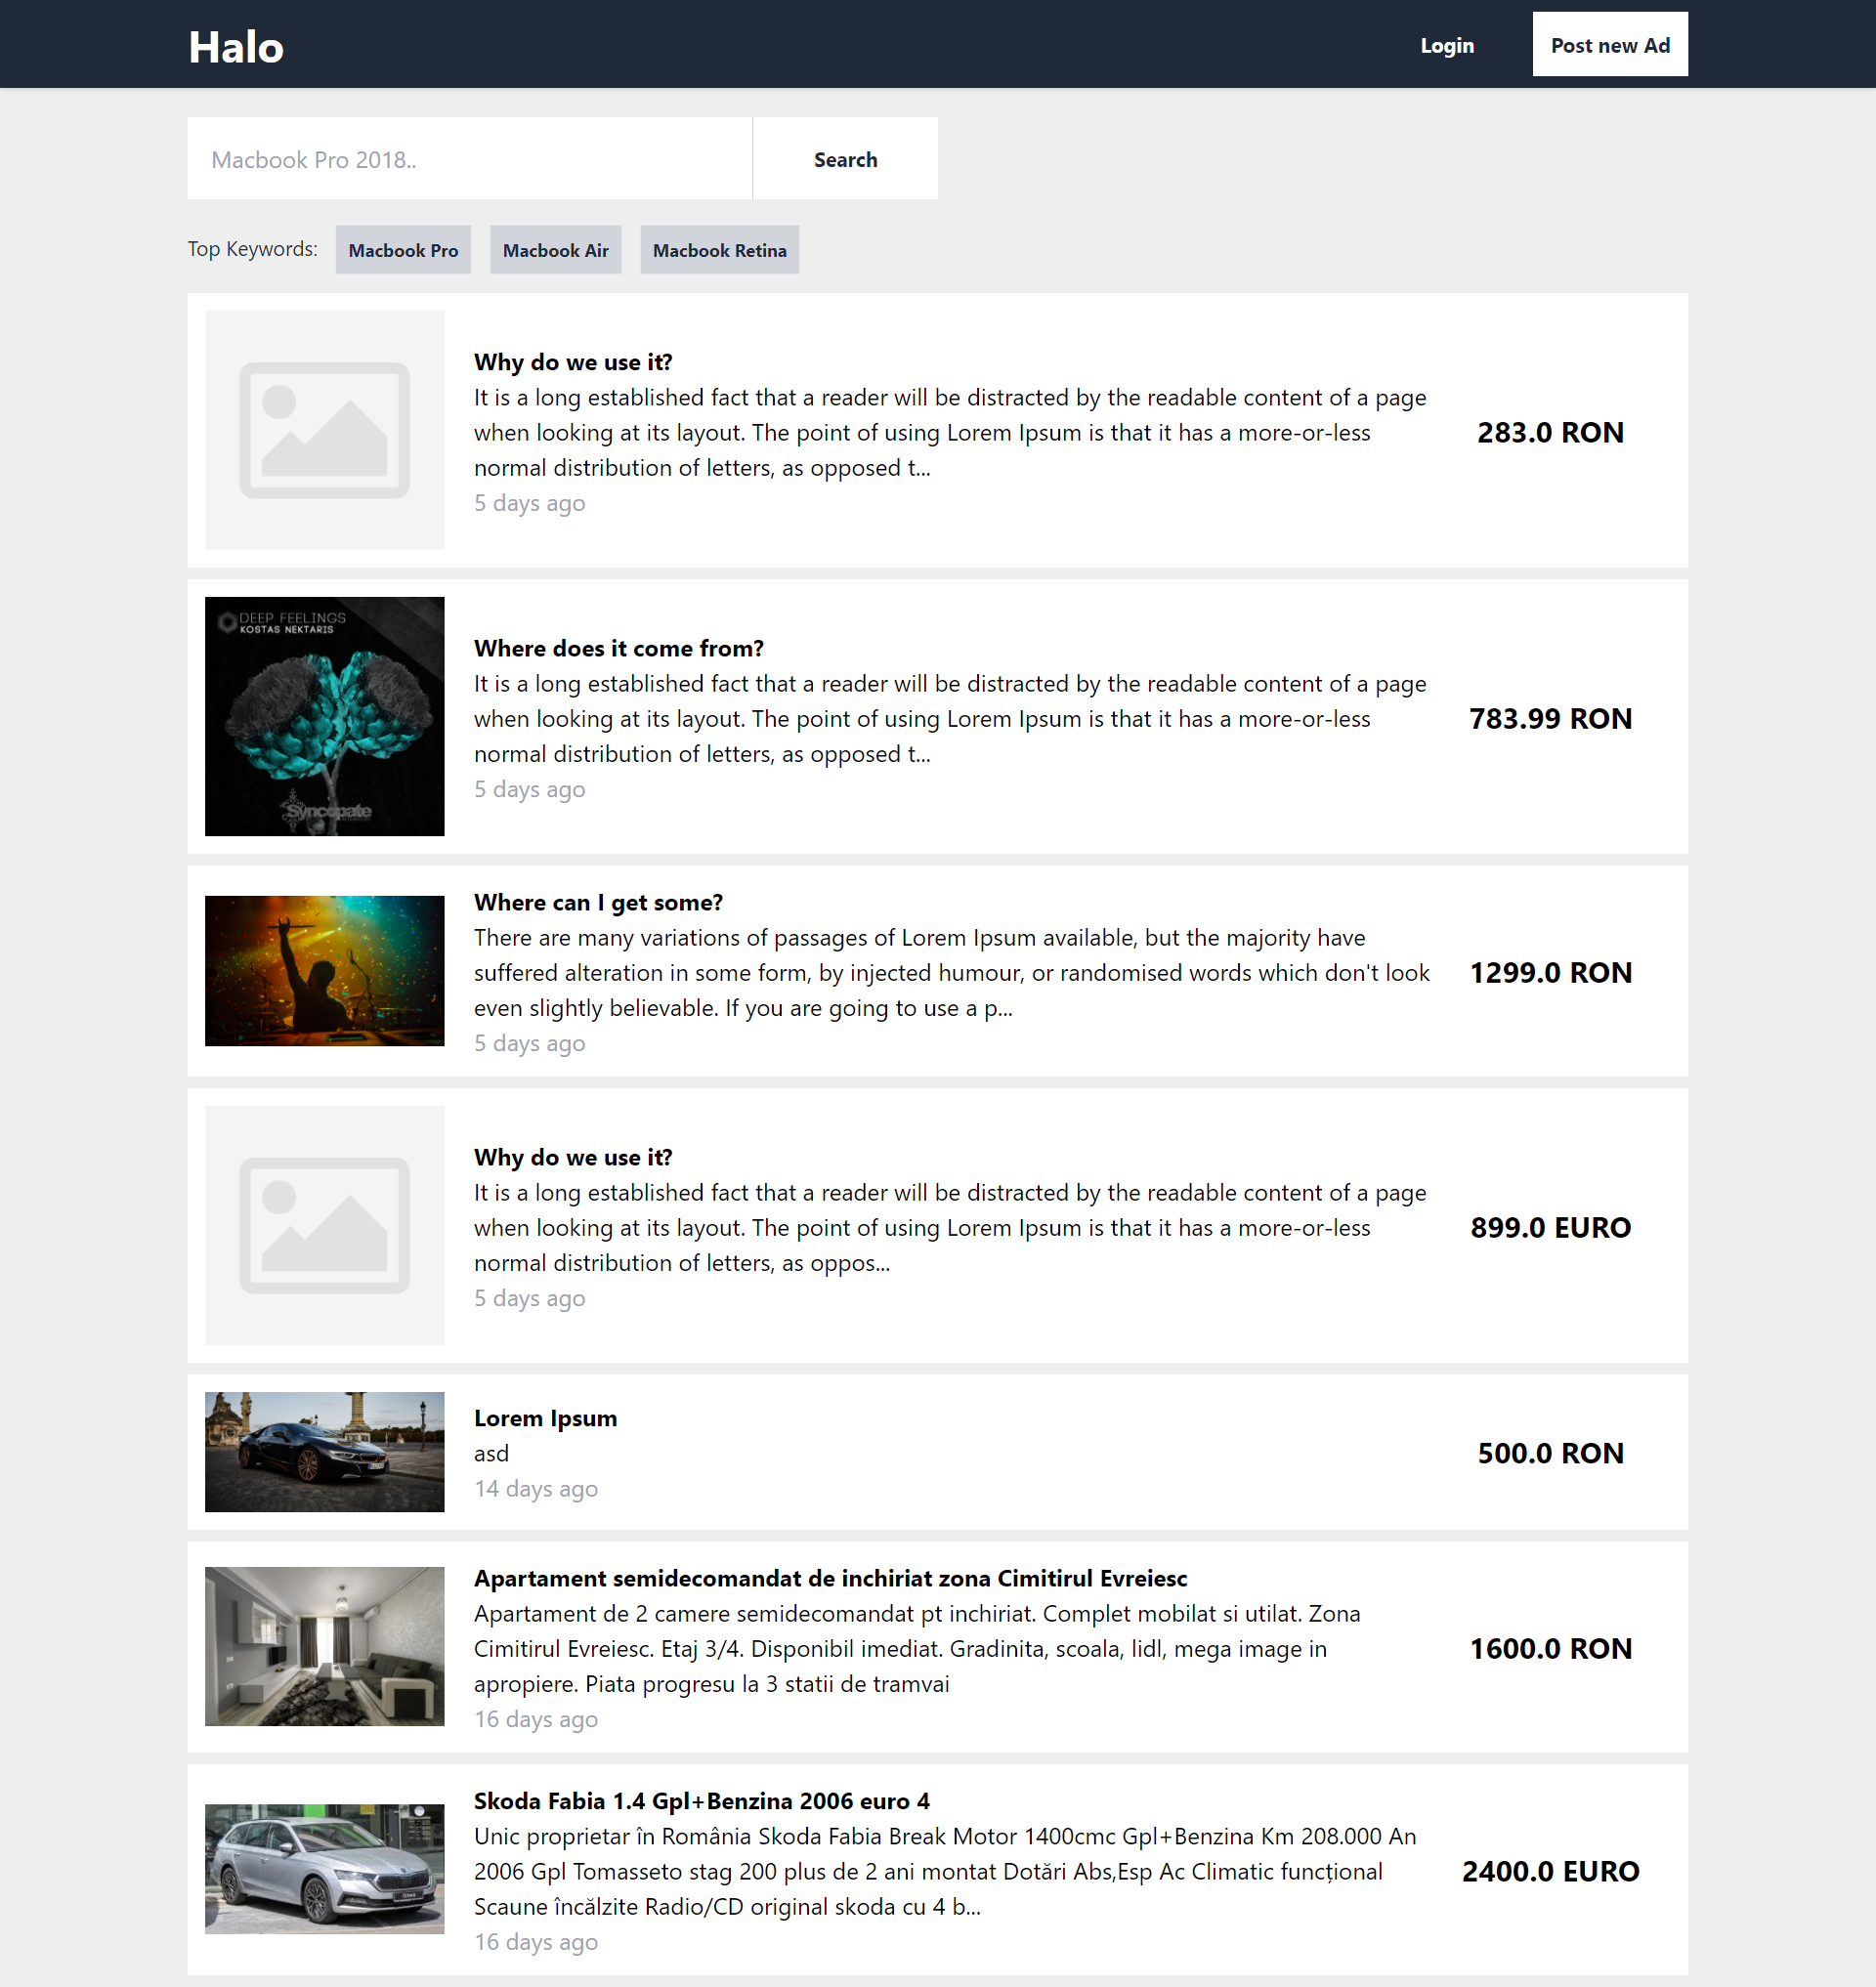 Halo
Login
Post new Ad
Macbook Pro 2018..
Search
Top Keywords:
Macbook Pro
Macbook Air
Macbook Retina
Why do we use it?
It is a long established fact that a reader will be distracted by the readable content of a page
when looking at its layout. The point of using Lorem Ipsum is that it has a more-or-less
normal distribution of letters, as opposed t...
5 days ago
283.0 RON
DEEP FEELINGS
KOSTAS NEKTARIS
Syncopate
Where does it come from?
It is a long established fact that a reader will be distracted by the readable content of a page
when looking at its layout. The point of using Lorem Ipsum is that it has a more-or-less
normal distribution of letters, as opposed t...
5 days ago
783.99 RON
Where can I get some?
There are many variations of passages of Lorem Ipsum available, but the majority have
suffered alteration in some form, by injected humour, or randomised words which don't look
even slightly believable. If you are going to use a p...
5 days ago
1299.0 RON
Why do we use it?
It is a long established fact that a reader will be distracted by the readable content of a page
when looking at its layout. The point of using Lorem Ipsum is that it has a more-or-less
normal distribution of letters, as oppos...
5 days ago
899.0 EURO
Lorem Ipsum
asd
14 days ago
500.0 RON
Apartament semidecomandat de inchiriat zona Cimitirul Evreiesc
Apartament de 2 camere semidecomandat pt inchiriat. Complet mobilat si utilat. Zona
Cimitirul Evreiesc. Etaj 3/4. Disponibil imediat. Gradinita, scoala, lidl, mega image in
apropiere. Piata progresu la 3 statii de tramvai
16 days ago
1600.0 RON
Skoda Fabia 1.4 Gpl+Benzina 2006 euro 4
Unic proprietar în România Skoda Fabia Break Motor 1400cmc Gpl+Benzina Km 208.000 An
2006 Gpl Tomasseto stag 200 plus de 2 ani montat Dotări Abs,Esp Ac Climatic funcțional
Scaune încălzite Radio/CD original skoda cu 4 b...
16 days ago
2400.0 EURO